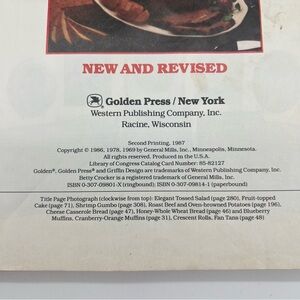 NEW AND REVISED
Golden Press / New York
Western Publishing Company, Inc.
Racine, Wisconsin
Second Printing, 1987
Copyright © 1986, 1978, 1969 by General Mills, Inc., Minneapolis, Minnesota.
All rights reserved. Produced in the U.S.A.
Library of Congress Catalog Card Number: 85-82127
Golden®, Golden Press® and Griffin Design are trademarks of Western Publishing Company, Inc.
Betty Crocker is a registered trademark of General Mills, Inc.
ISBN 0-307-09801-X (ringbound); ISBN 0-307-09814-1 (paperbound)
Title Page Photograph (clockwise from top): Elegant Tossed Salad (page 280), Fruit-topped
Cake (page 71), Shrimp Gumbo (page 308), Roast Beef and Oven-browned Potatoes (page 196),
Cheese Casserole Bread (page 47), Honey-Whole Wheat Bread (page 46) and Blueberry
Muffins, Cranberry-Orange Muffins (page 31), Crescent Rolls, Fan Tans (page 48)